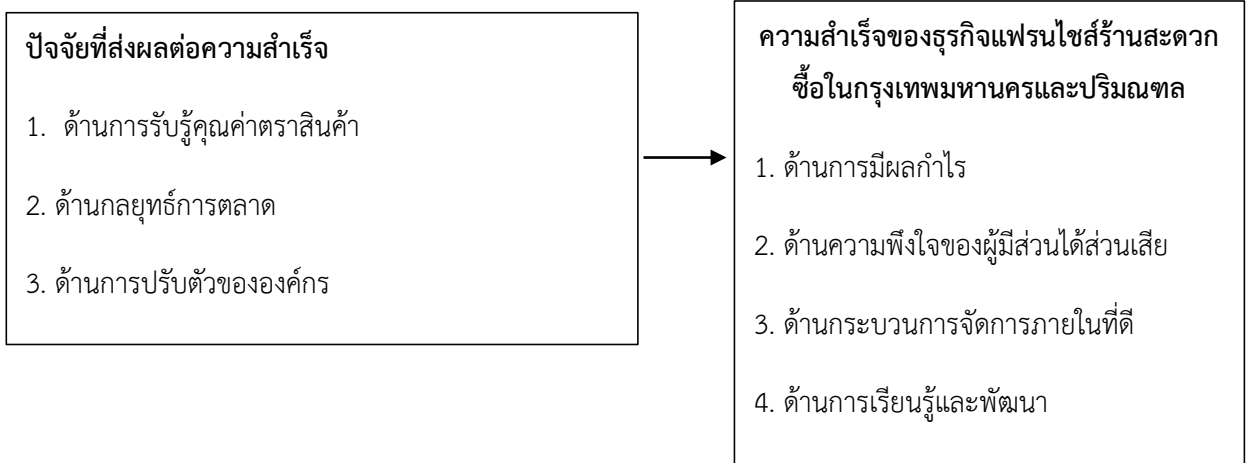 ปัจจัยที่ส่งผลต่อความสำเร็จ
1. ด้านการรับรู้คุณค่าตราสินค้า
2. ด้านกลยุทธ์การตลาด
3. ด้านการปรับตัวขององค์กร
ความสำเร็จของธุรกิจแฟรนไชส์ร้านสะดวก
ซื้อในกรุงเทพมหานครและปริมณฑล
1. ด้านการมีผลกำไร
2. ด้านความพึงใจของผู้มีส่วนได้ส่วนเสีย
3. ด้านกระบวนการจัดการภายในที่ดี
4. ด้านการเรียนรู้และพัฒนา